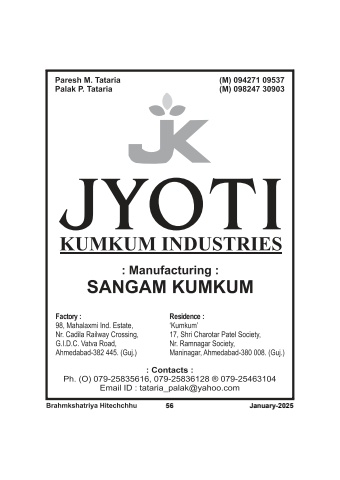 Paresh M. Tataria (M) 094271 09537
Palak P. Tataria (M) 098247 30903
JK
JYOTI
KUMKUM INDUSTRIES
: Manufacturing :
SANGAM KUMKUM
Factory :
98, Mahalaxmi Ind. Estate,
Nr. Cadila Railway Crossing,
G.I.D.C. Vatva Road,
Ahmedabad-382 445. (Guj.)
Residence :
'Kumkum'
17, Shri Charotar Patel Society,
Nr. Ramnagar Society,
Maninagar, Ahmedabad-380 008. (Guj.)
: Contacts :
Ph. (O) 079-25835616, 079-25836128 ® 079-25463104
Email ID : tataria_palak@yahoo.com
Brahmkshatriya Hitechchhu 56 January-2025